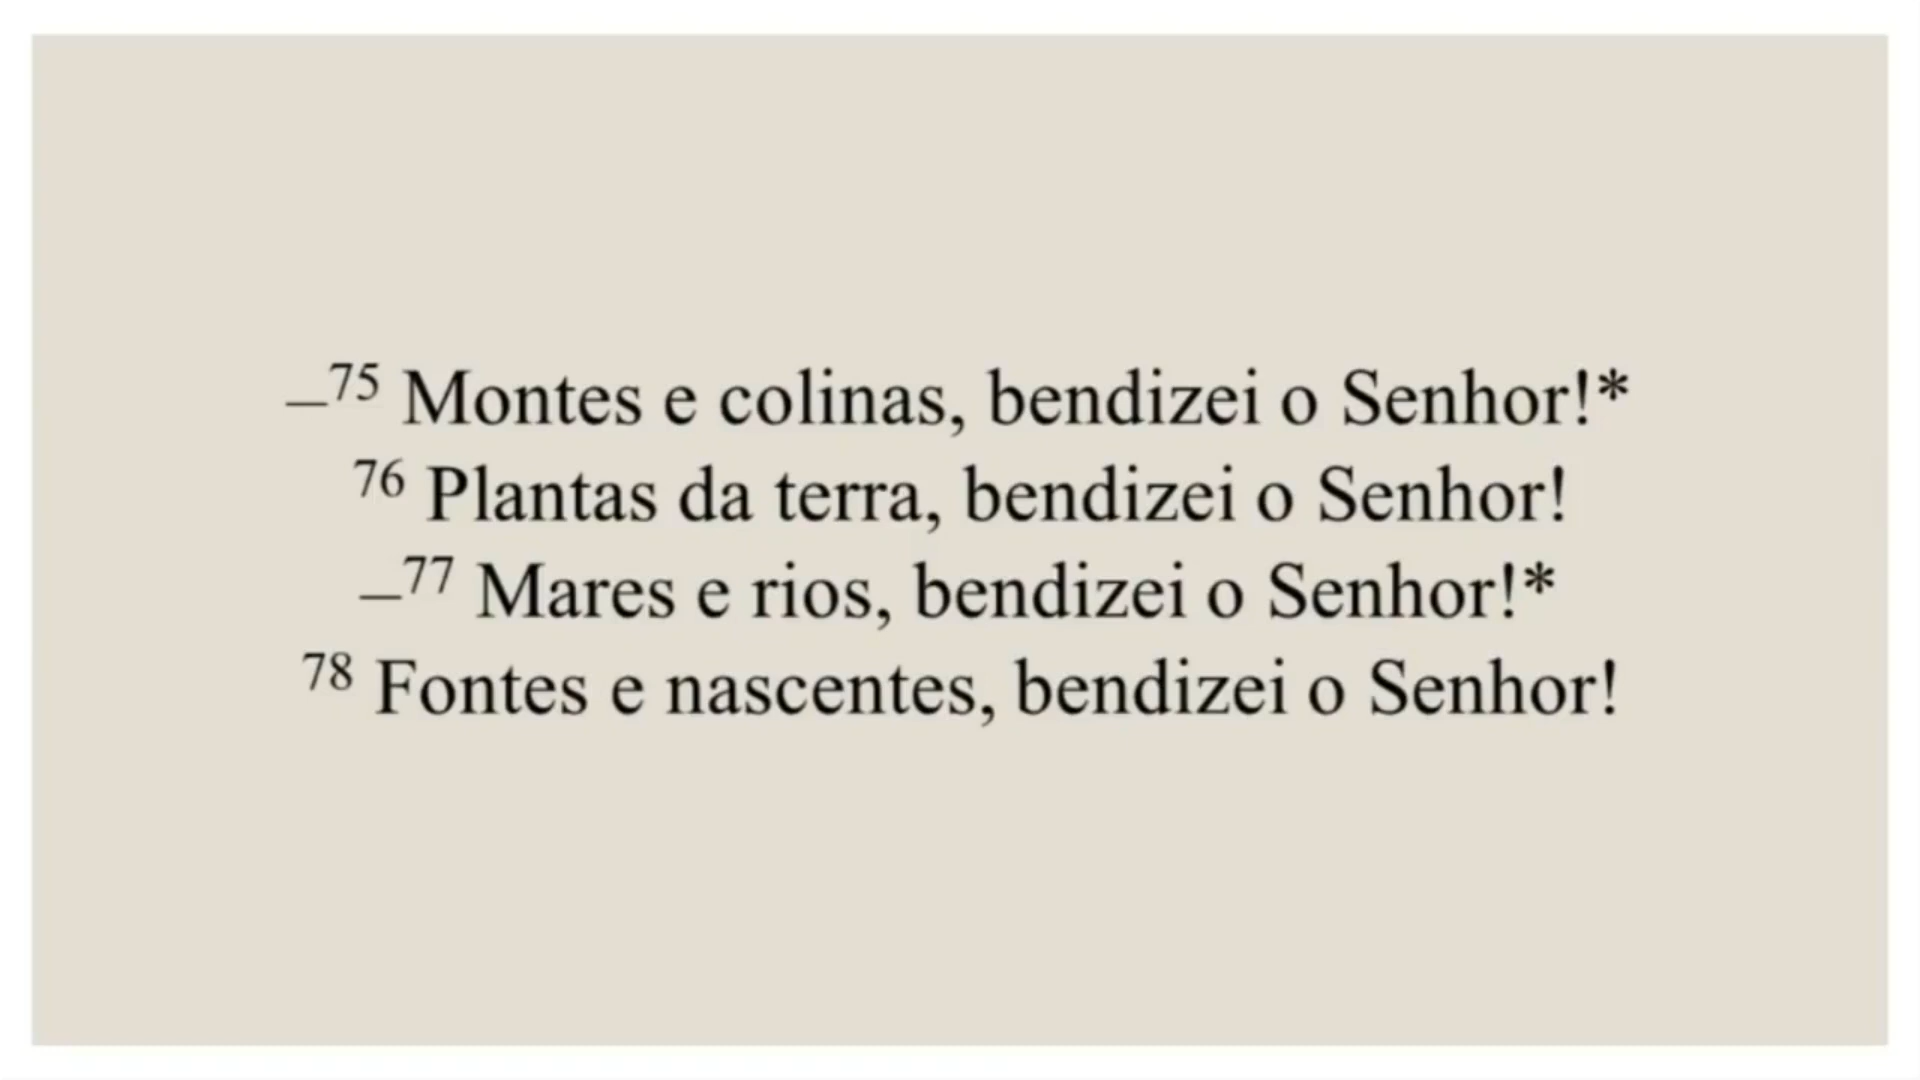 –75 Montes e colinas, bendizei o Senhor!*
76 Plantas da terra, bendizei o Senhor!
–77 Mares e rios, bendizei o Senhor!*
78 Fontes e nascentes, bendizei o Senhor!